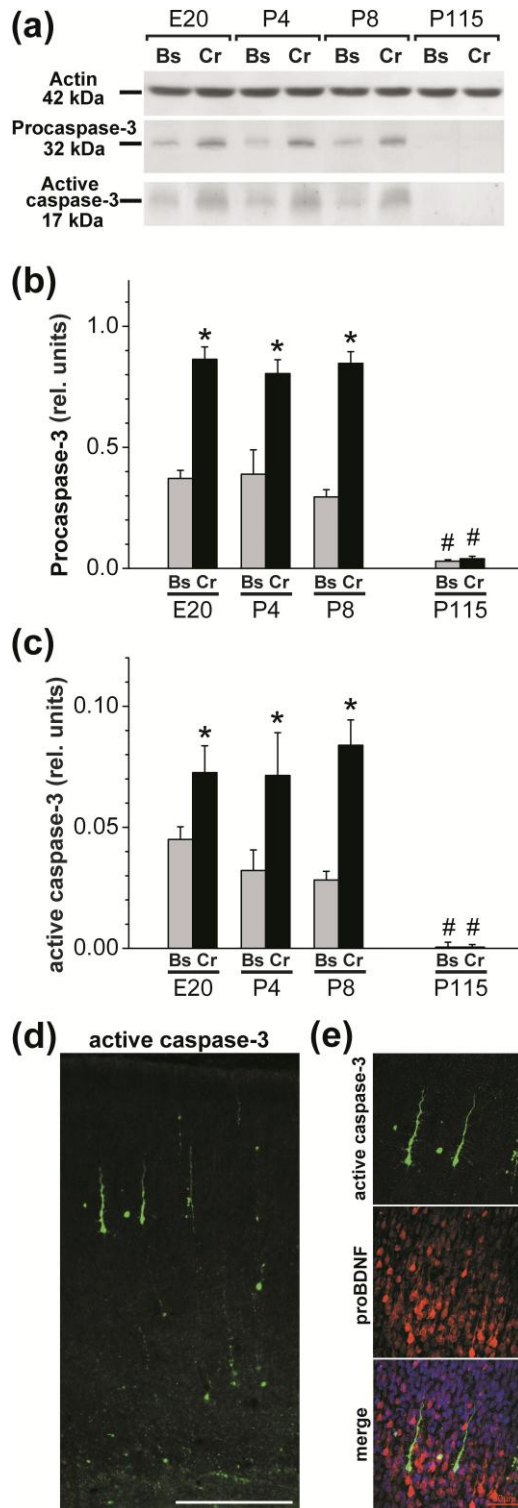 (a)
E20 P4 P8 P115
Bs Cr Bs Cr Bs Cr Bs Cr
Actin
42 kDa
Procaspase-3
32 kDa
Active
caspase-3
17 kDa
(b)
Procaspase-3 (rel. units)
1.0
0.5
0.0
* * * # #
Bs Cr Bs Cr Bs Cr Bs Cr
E20 P4 P8 P115
(c)
active caspase-3 (rel. units)
0.10
0.05
0.00
* * * # #
Bs Cr Bs Cr Bs Cr Bs Cr
E20 P4 P8 P115
(d)
active caspase-3
(e)
active caspase-3
proBDNF
merge